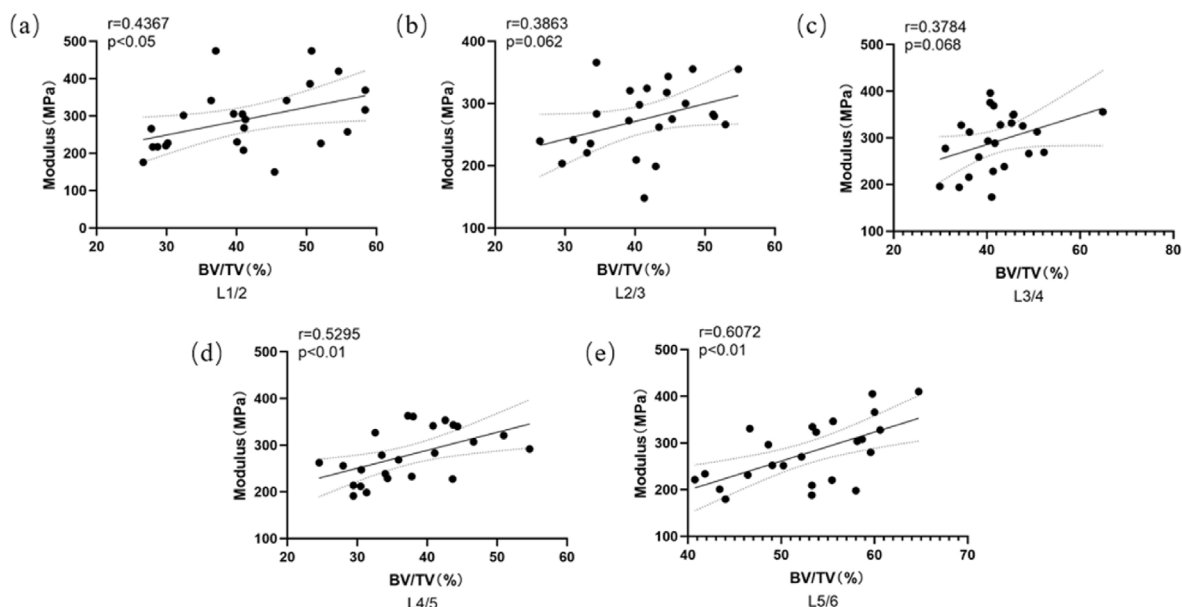 (a)
r=0.4367
p<0.05
Modulus (MPa)
500
400
300
200
100
0
20
30
40
50
60
BV/TV(%)
L1/2
(b)
r=0.3863
p=0.062
Modulus (MPa)
400
300
200
100
20
30
40
50
60
BV/TV(%)
L2/3
(c)
r=0.3784
p=0.068
Modulus (MPa)
500
400
300
200
100
20
40
60
80
BV/TV(%)
L3/4
(d)
r=0.5295
p<0.01
Modulus (MPa)
500
400
300
200
100
20
30
40
50
60
BV/TV(%)
L4/5
(e)
r=0.6072
p<0.01
Modulus (MPa)
500
400
300
200
100
40
50
60
70
BV/TV(%)
L5/6